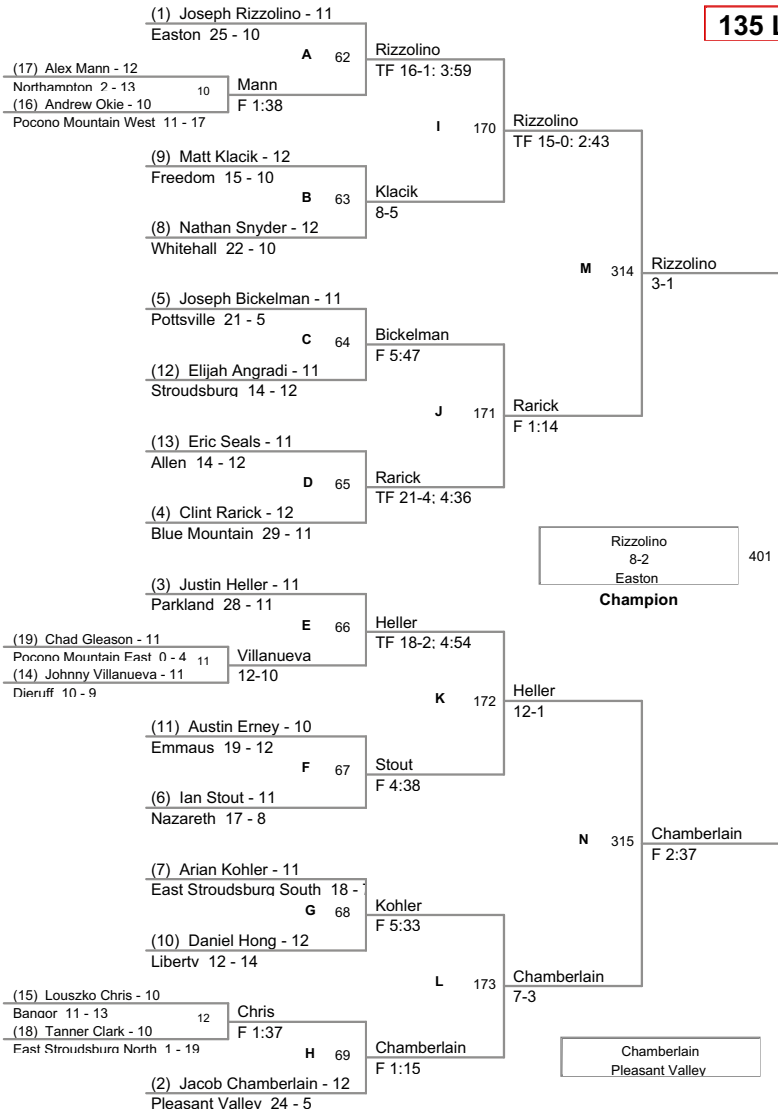 (1) Joseph Rizzolino - 11
135
Easton 25 - 10
A 62
Rizzolino
TF 16-1; 3:59
(17) Alex Mann - 12
Northampton 2 - 13
10
Mann
(16) Andrew Okie - 10
F 1:38
Pocono Mountain West 11 - 17
I 170
Rizzolino
TF 15-0; 2:43
(9) Matt Klacik - 12
Freedom 15 - 10
B 63
Klacik
8-5
(8) Nathan Snyder - 12
Whitehall 22 - 10
M 314
Rizzolino
3-1
(5) Joseph Bickelman - 11
Pottsville 21 - 5
C 64
Bickelman
F 5:47
(12) Elijah Angradi - 11
Stroudsburg 14 - 12
J 171
Rarick
F 1:14
(13) Eric Seals - 11
Allen 14 - 12
D 65
Rarick
TF 21-4; 4:36
(4) Clint Rarick - 12
Blue Mountain 29 - 11
Rizzolino
8-2
Easton
401
Champion
(3) Justin Heller - 11
Parkland 28 - 11
E 66
Heller
TF 18-2; 4:54
(19) Chad Gleason - 11
Pocono Mountain East 0 - 4
11
Villanueva
(14) Johnny Villanueva - 11
12-10
Dieruff 10 - 9
K 172
Heller
12-1
(11) Austin Erney - 10
Emmaus 19 - 12
F 67
Stout
F 4:38
(6) Ian Stout - 11
Nazareth 17 - 8
N 315
Chamberlain
F 2:37
(7) Arian Kohler - 11
East Stroudsburg South 18 -
G 68
Kohler
F 5:33
(10) Daniel Hong - 12
Liberty 12 - 14
L 173
Chamberlain
7-3
(15) Louszko Chris - 10
Bangor 11 - 13
12
Chris
(18) Tanner Clark - 10
F 1:37
East Stroudsburg North 1 - 19
H 69
Chamberlain
F 1:15
(2) Jacob Chamberlain - 12
Pleasant Valley 24 - 5
Chamberlain
Pleasant Valley